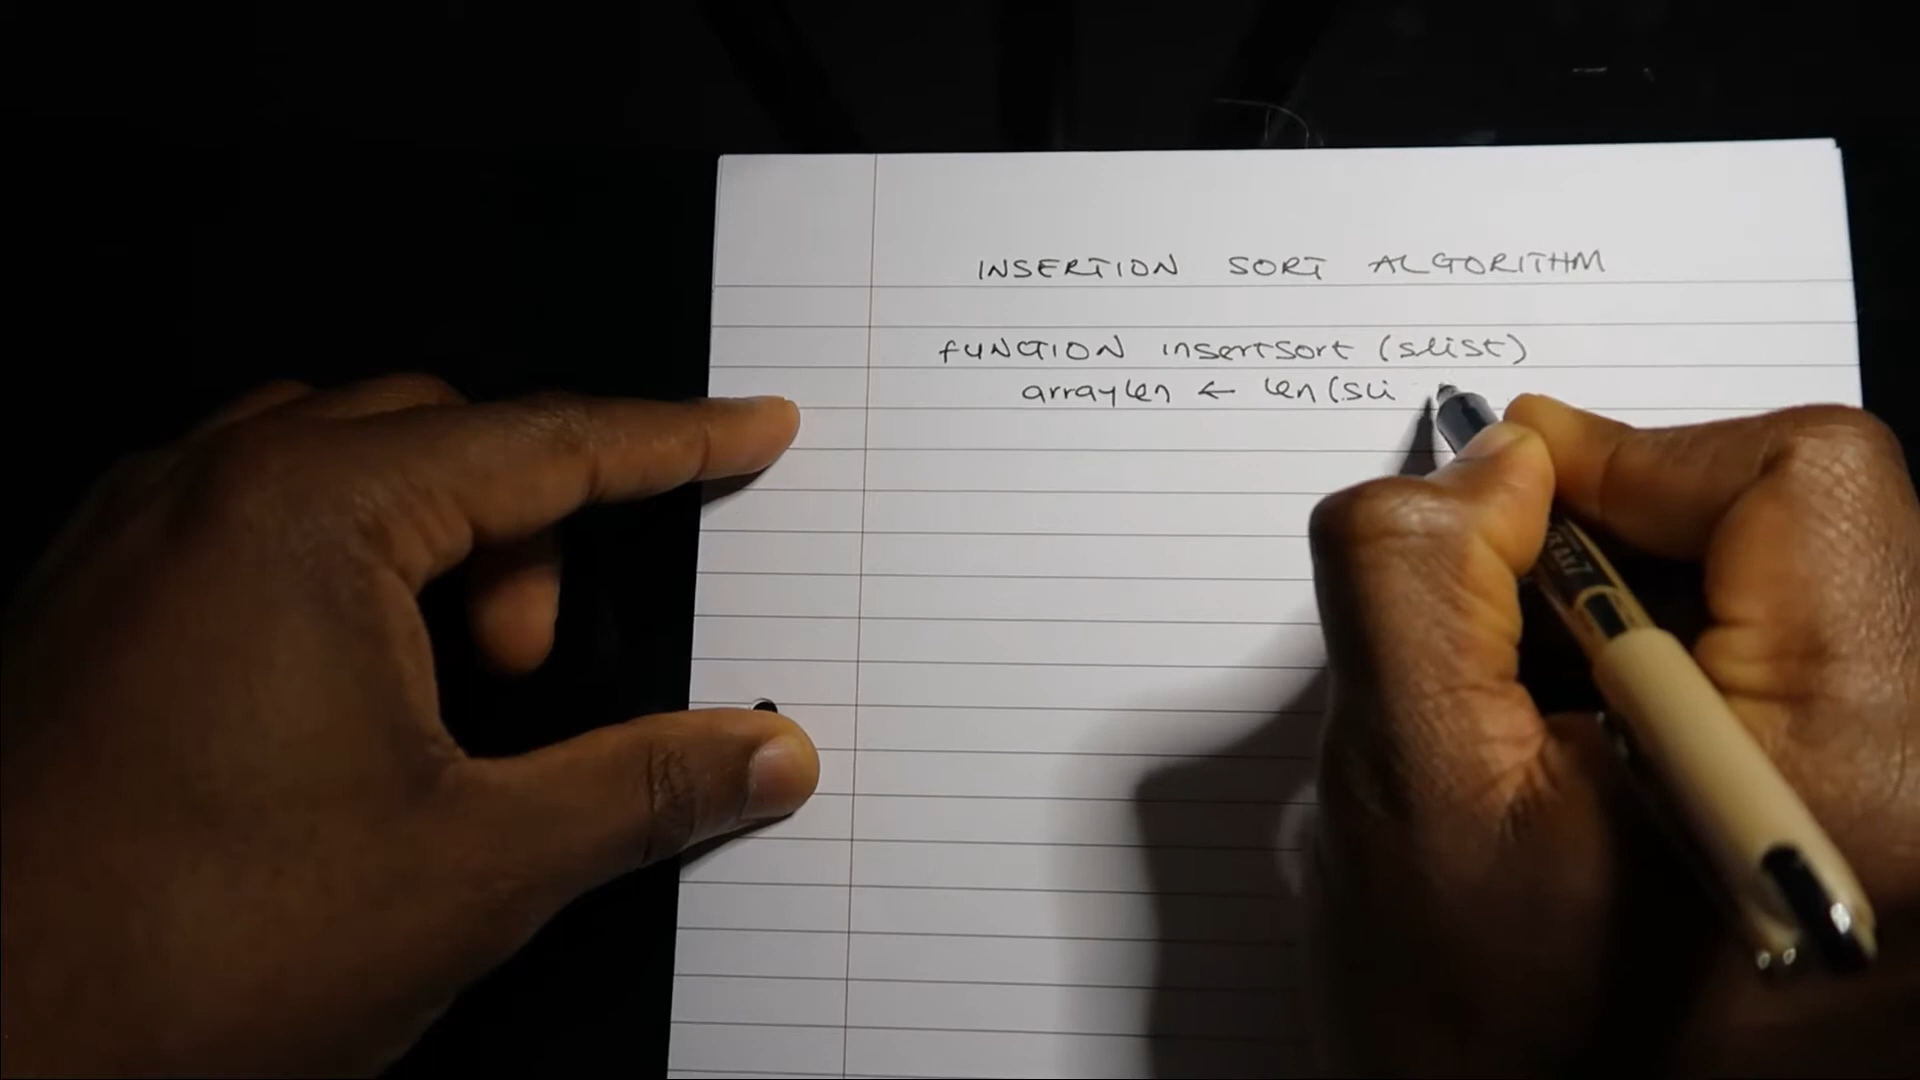 INSERTION SORT ALGORITHM
FUNCTION insertsort (slist)
arraylen ← len(sli